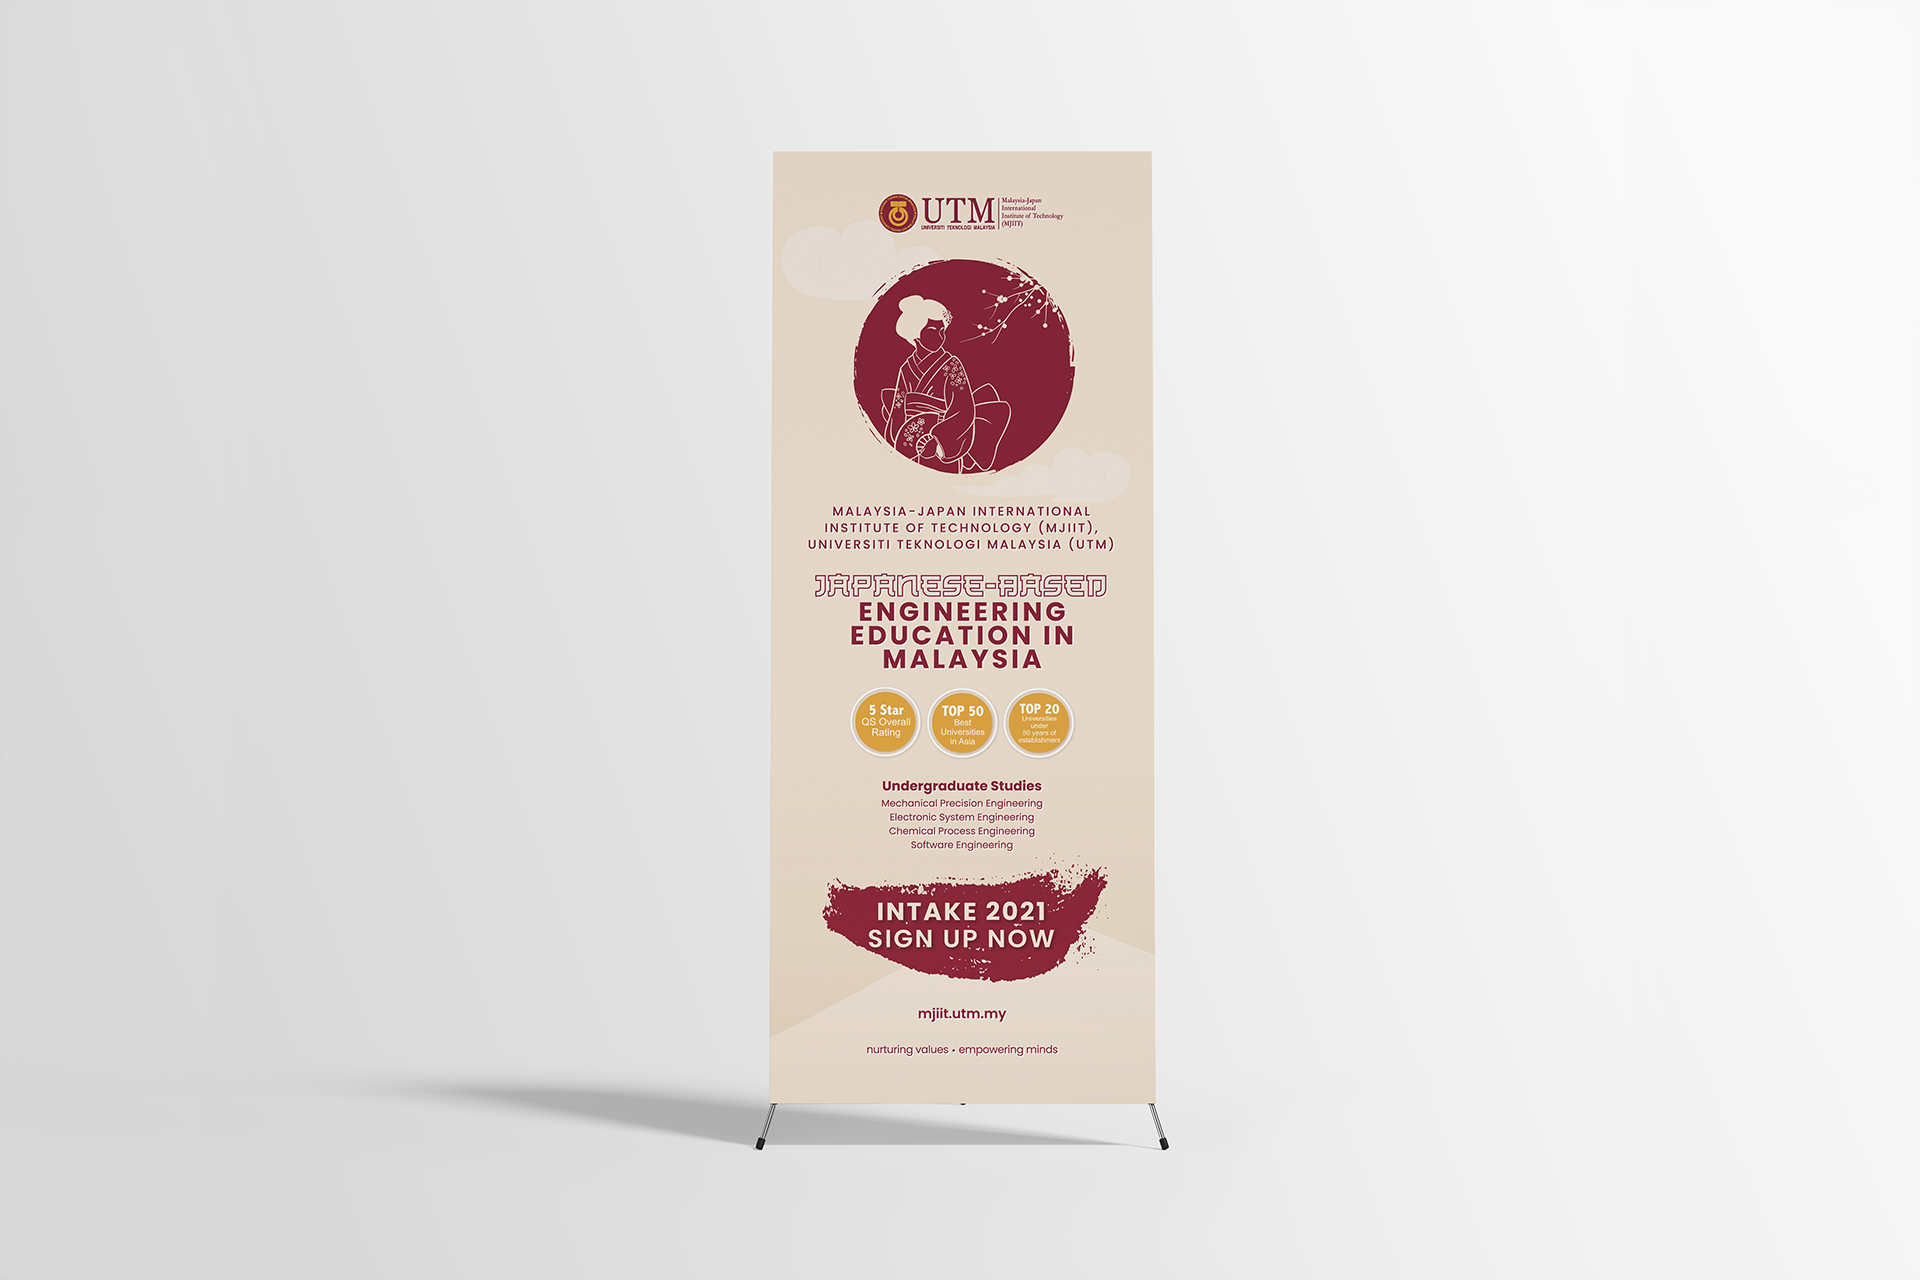 UTM
UNIVERSITI TEKNOLOGI MALAYSIA
Malaysia-Japan
International
Institute of Technology
(MJIIT)
MALAYSIA-JAPAN INTERNATIONAL
INSTITUTE OF TECHNOLOGY (MJIIT),
UNIVERSITI TEKNOLOGI MALAYSIA (UTM)
JAPANESE-BASED
ENGINEERING
EDUCATION IN
MALAYSIA
5 Star
QS Overall
Rating
TOP 50
Best
Universities
in Asia
TOP 20
Universities
under
50 years of
establishment
Undergraduate Studies
Mechanical Precision Engineering
Electronic System Engineering
Chemical Process Engineering
Software Engineering
INTAKE 2021
SIGN UP NOW
mjiit.utm.my
nurturing values • empowering minds